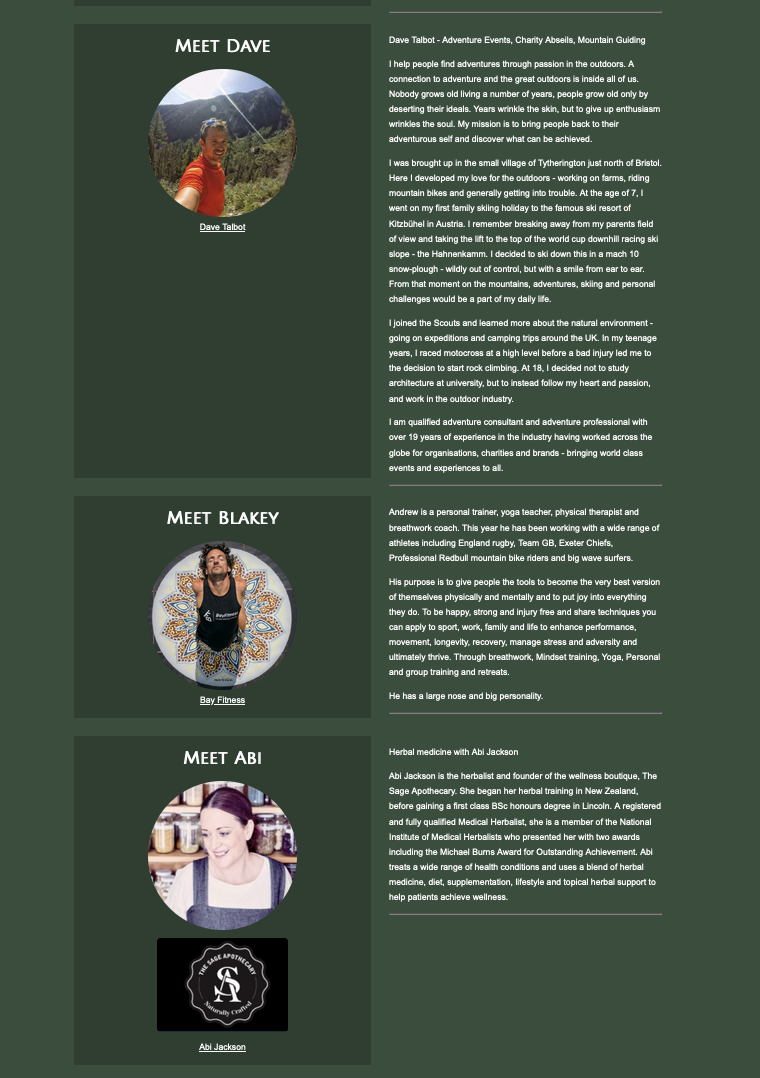 MEET DAVE
Dave Talbot
Dave Talbot - Adventure Events, Charity Abseils, Mountain Guiding
I help people find adventures through passion in the outdoors. A
connection to adventure and the great outdoors is inside all of us.
Nobody grows old living a number of years, people grow old only by
deserting their ideals. Years wrinkle the skin, but to give up enthusiasm
wrinkles the soul. My mission is to bring people back to their
adventurous self and discover what can be achieved.
I was brought up in the small village of Tytherington just north of Bristol.
Here I developed my love for the outdoors - working on farms, riding
mountain bikes and generally getting into trouble. At the age of 7, I
went on my first family skiing holiday to the famous ski resort of
Kitzbühel in Austria. I remember breaking away from my parents field
of view and taking the lift to the top of the world cup downhill racing ski
slope - the Hahnenkamm. I decided to ski down this in a mach 10
snow-plough - wildly out of control, but with a smile from ear to ear.
From that moment on the mountains, adventures, skiing and personal
challenges would be a part of my daily life.
I joined the Scouts and learned more about the natural environment -
going on expeditions and camping trips around the UK. In my teenage
years, I raced motocross at a high level before a bad injury led me to
the decision to start rock climbing. At 18, I decided not to study
architecture at university, but to instead follow my heart and passion,
and work in the outdoor industry.
I am qualified adventure consultant and adventure professional with
over 19 years of experience in the industry having worked across the
globe for organisations, charities and brands - bringing world class
events and experiences to all.
MEET BLAKEY
BayFitness
Bay Fitness
Andrew is a personal trainer, yoga teacher, physical therapist and
breathwork coach. This year he has been working with a wide range of
athletes including England rugby, Team GB, Exeter Chiefs,
Professional Redbull mountain bike riders and big wave surfers.
His purpose is to give people the tools to become the very best version
of themselves physically and mentally and to put joy into everything
they do. To be happy, strong and injury free and share techniques you
can apply to sport, work, family and life to enhance performance,
movement, longevity, recovery, manage stress and adversity and
ultimately thrive. Through breathwork, Mindset training, Yoga, Personal
and group training and retreats.
He has a large nose and big personality.
MEET ABI
THE SAGE APOTHECARY
SA
Naturally Crafted
Abi Jackson
Herbal medicine with Abi Jackson
Abi Jackson is the herbalist and founder of the wellness boutique, The
Sage Apothecary. She began her herbal training in New Zealand,
before gaining a first class BSc honours degree in Lincoln. A registered
and fully qualified Medical Herbalist, she is a member of the National
Institute of Medical Herbalists who presented her with two awards
including the Michael Burns Award for Outstanding Achievement. Abi
treats a wide range of health conditions and uses a blend of herbal
medicine, diet, supplementation, lifestyle and topical herbal support to
help patients achieve wellness.